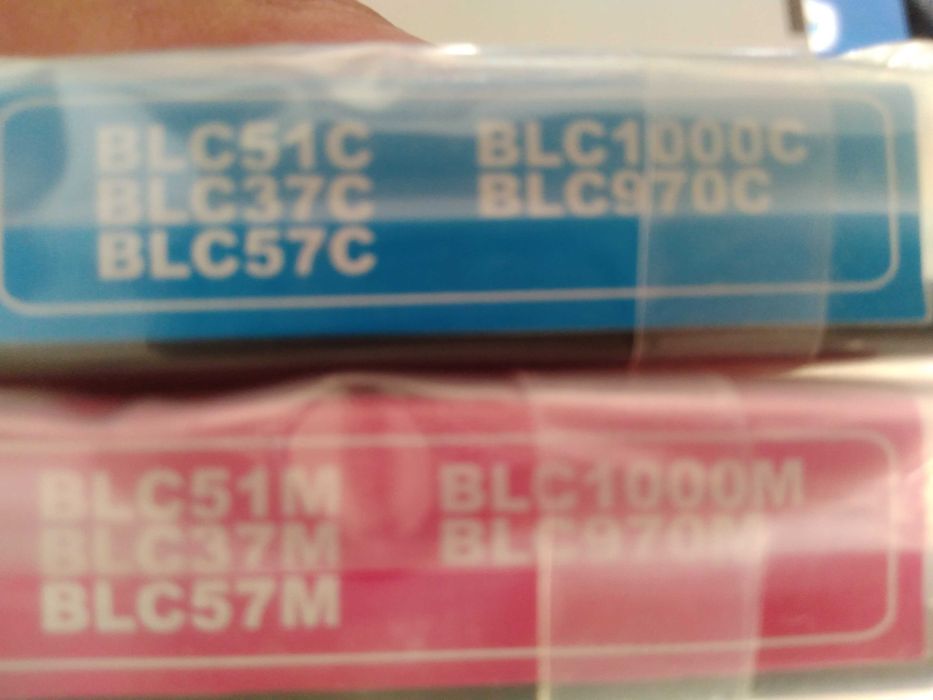 BLC51C BLC1000C
BLC37C BLC970C
BLC57C
BLC51M BLC1000M
BLC37M BLC970M
BLC57M